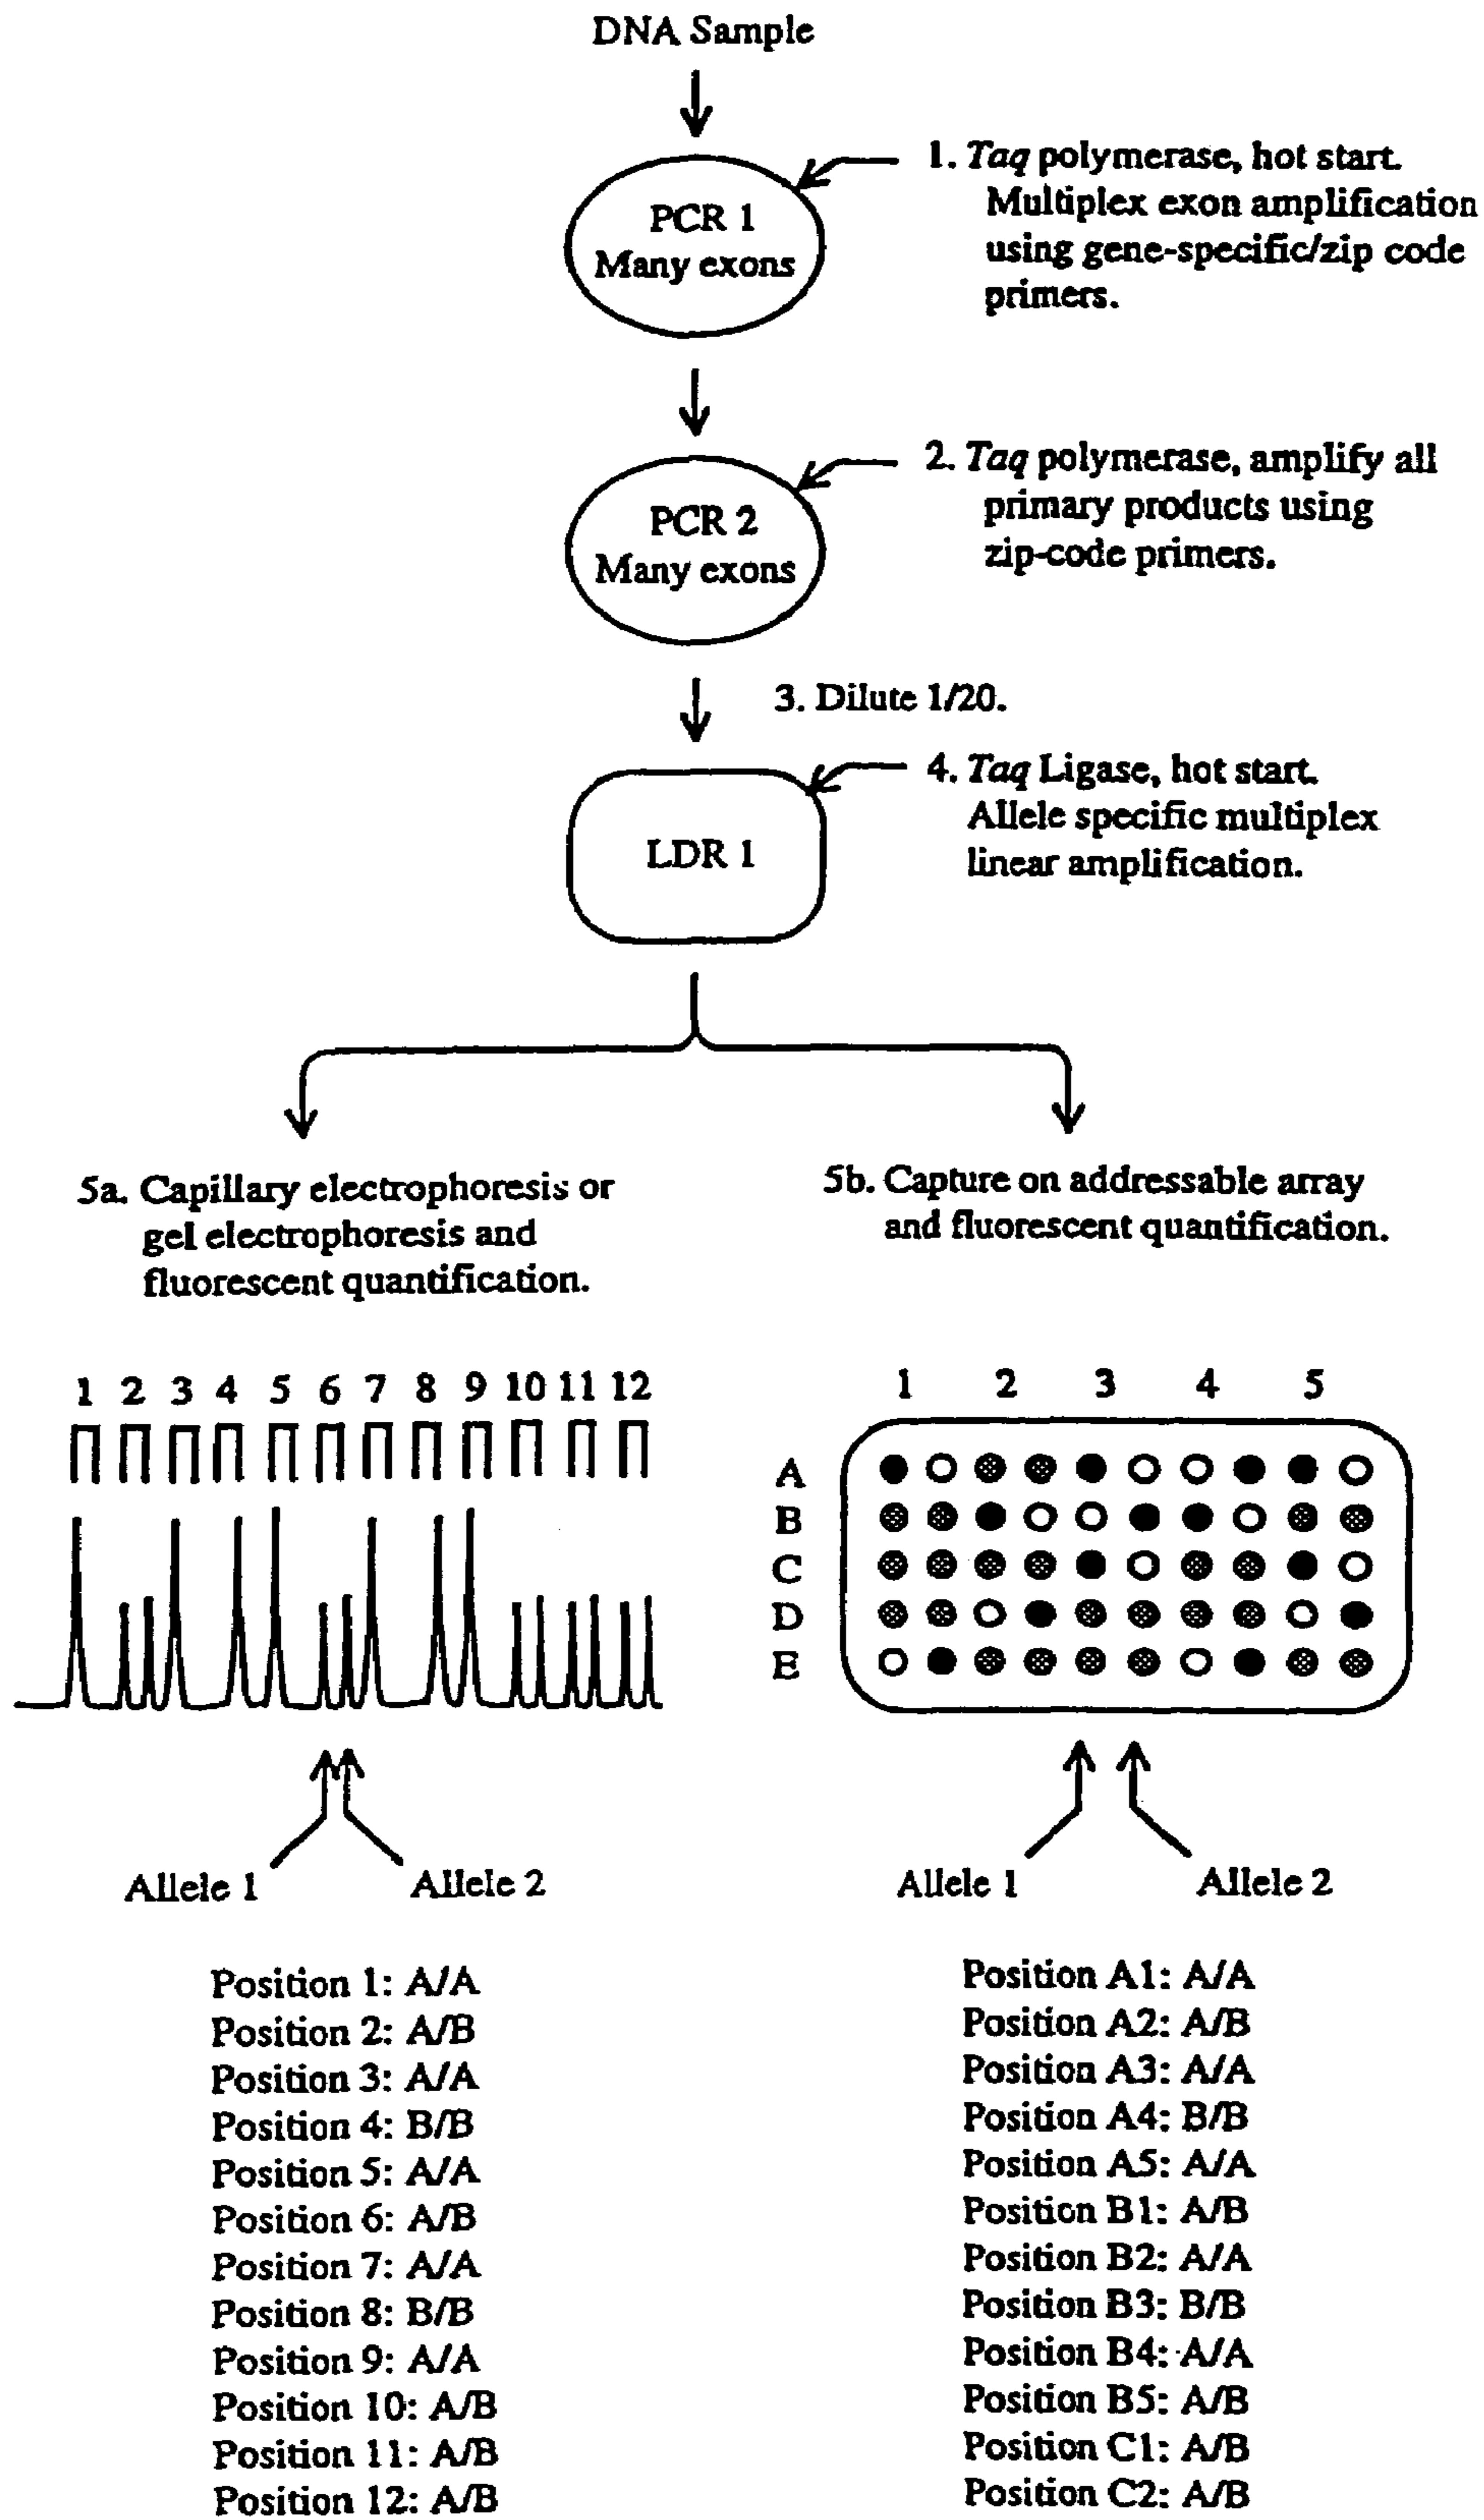 DNA Sample
PCR 1
Many exons
1. Taq polymerase, hot start.
Multiplex exon amplification
using gene-specific/zip code
primers.
PCR 2
Many exons
2. Taq polymerase, amplify all
primary products using
zip-code primers.
3. Dilute 1/20.
LDR 1
4. Taq Ligase, hot start.
Allele specific multiplex
linear amplification.
5a. Capillary electrophoresis or
gel electrophoresis and
fluorescent quantification.
5b. Capture on addressable array
and fluorescent quantification.
1 2 3 4 5 6 7 8 9 10 11 12
1 2 3 4 5
A
B
C
D
E
Allele 1 Allele 2
Allele 1 Allele 2
Position 1: A/A
Position 2: A/B
Position 3: A/A
Position 4: B/B
Position 5: A/A
Position 6: A/B
Position 7: A/A
Position 8: B/B
Position 9: A/A
Position 10: A/B
Position 11: A/B
Position 12: A/B
Position A1: A/A
Position A2: A/B
Position A3: A/A
Position A4: B/B
Position A5: A/A
Position B1: A/B
Position B2: A/A
Position B3: B/B
Position B4: A/A
Position B5: A/B
Position C1: A/B
Position C2: A/B